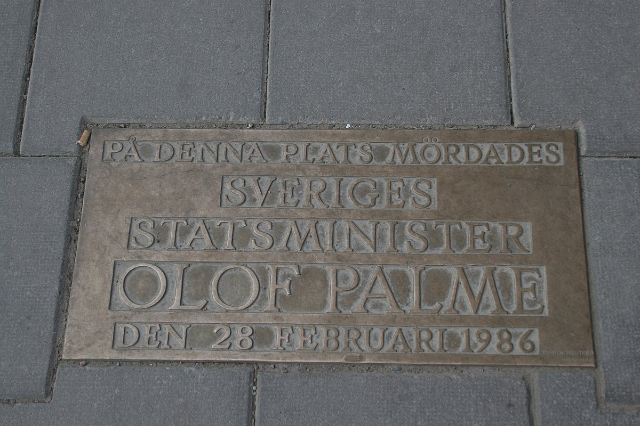 PÅ DENNA PLATS MÖRDADES
SVERIGES
STATSMINISTER
OLOF PALME
DEN 28 FEBRUARI 1986